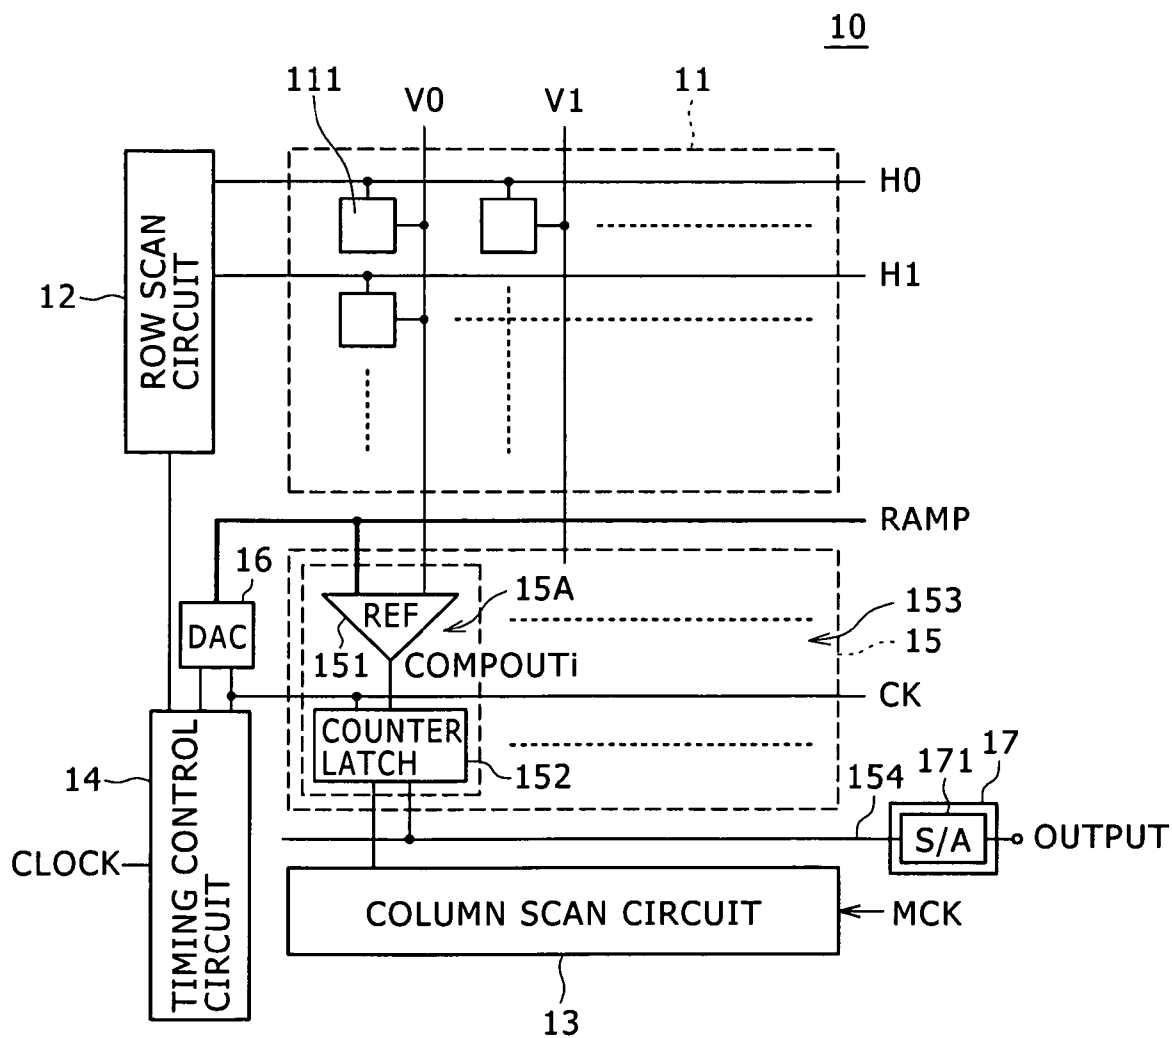 10
111
V0
V1
11
H0
ROW SCAN
CIRCUIT
12
H1
RAMP
16
DAC
REF
15A
151
153
15
COMPOUTi
CK
COUNTER
LATCH
152
14
TIMING CONTROL
CIRCUIT
154
171
17
S/A
OUTPUT
CLOCK
COLUMN SCAN CIRCUIT
MCK
13